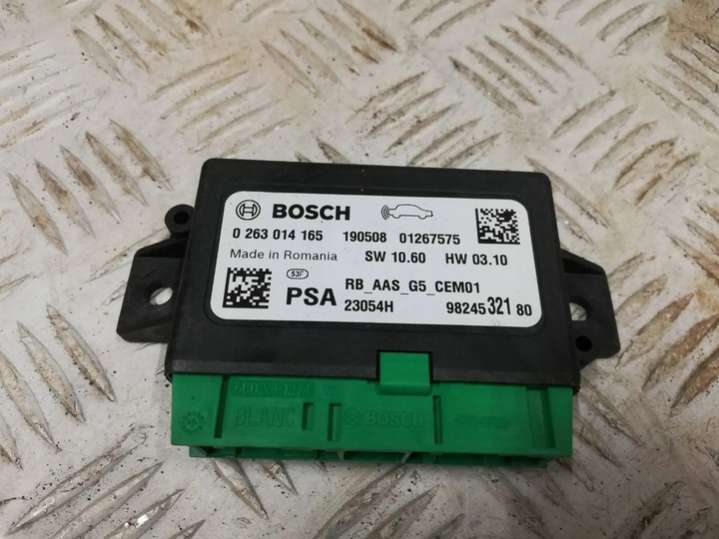 BOSCH
0 263 014 165 190508 01267575
Made in Romania SW 10.60 HW 03.10
RB_AAS_G5_CEM01
PSA 23054H 98245 321 80
BLANC BOSCH